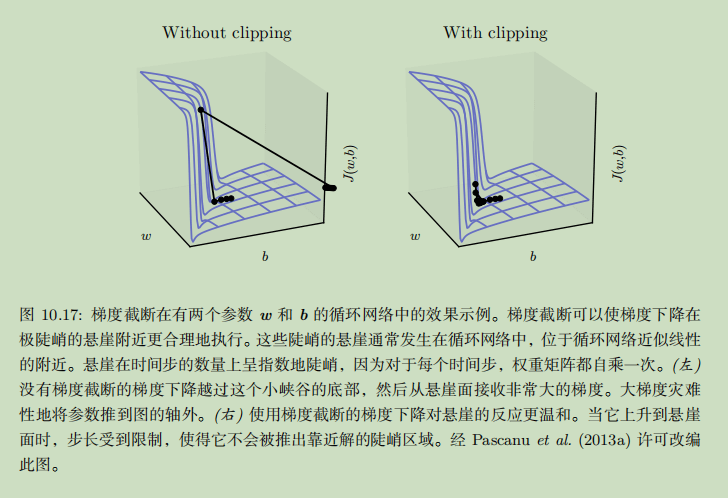 Without clipping
With clipping
J(w,b)
J(w,b)
w
b
w
b
图 10.17: 梯度截断在有两个参数 w 和 b 的循环网络中的效果示例。梯度截断可以使梯度下降在
极陡峭的悬崖附近更合理地执行。这些陡峭的悬崖通常发生在循环网络中，位于循环网络近似线性
的附近。悬崖在时间步的数量上呈指数地陡峭，因为对于每个时间步，权重矩阵都自乘一次。(左)
没有梯度截断的梯度下降越过这个小峡谷的底部，然后从悬崖面接收非常大的梯度。大梯度灾难
性地将参数推到图的轴外。(右) 使用梯度截断的梯度下降对悬崖的反应更温和。当它上升到悬崖
面时，步长受到限制，使得它不会被推出靠近解的陡峭区域。经 Pascanu et al. (2013a) 许可改编
此图。